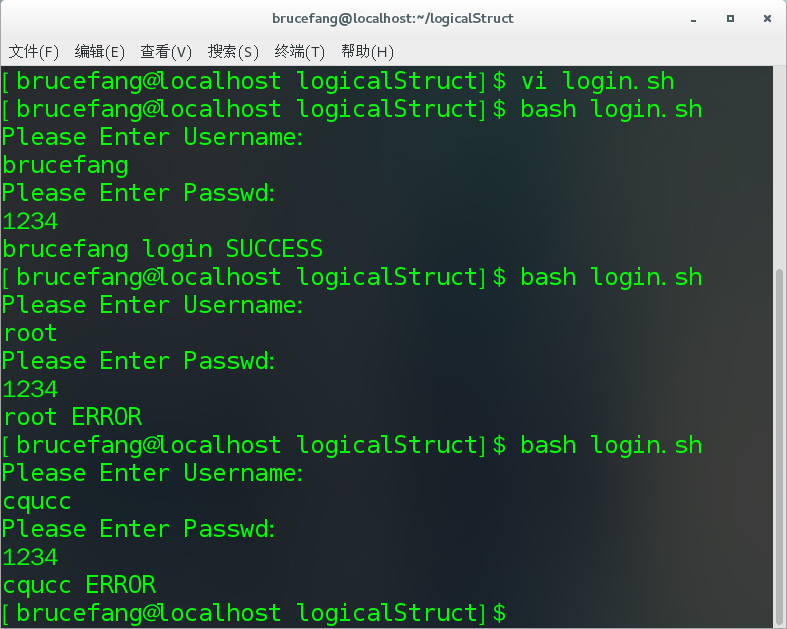 brucefang@localhost:~/logicalStruct
文件(F) 编辑(E) 查看(V) 搜索(S) 终端(T) 帮助(H)
[brucefang@localhost logicalStruct]$ vi login.sh
[brucefang@localhost logicalStruct]$ bash login.sh
Please Enter Username:
brucefang
Please Enter Passwd:
1234
brucefang login SUCCESS
[brucefang@localhost logicalStruct]$ bash login.sh
Please Enter Username:
root
Please Enter Passwd:
1234
root ERROR
[brucefang@localhost logicalStruct]$ bash login.sh
Please Enter Username:
cqucc
Please Enter Passwd:
1234
cqucc ERROR
[brucefang@localhost logicalStruct]$